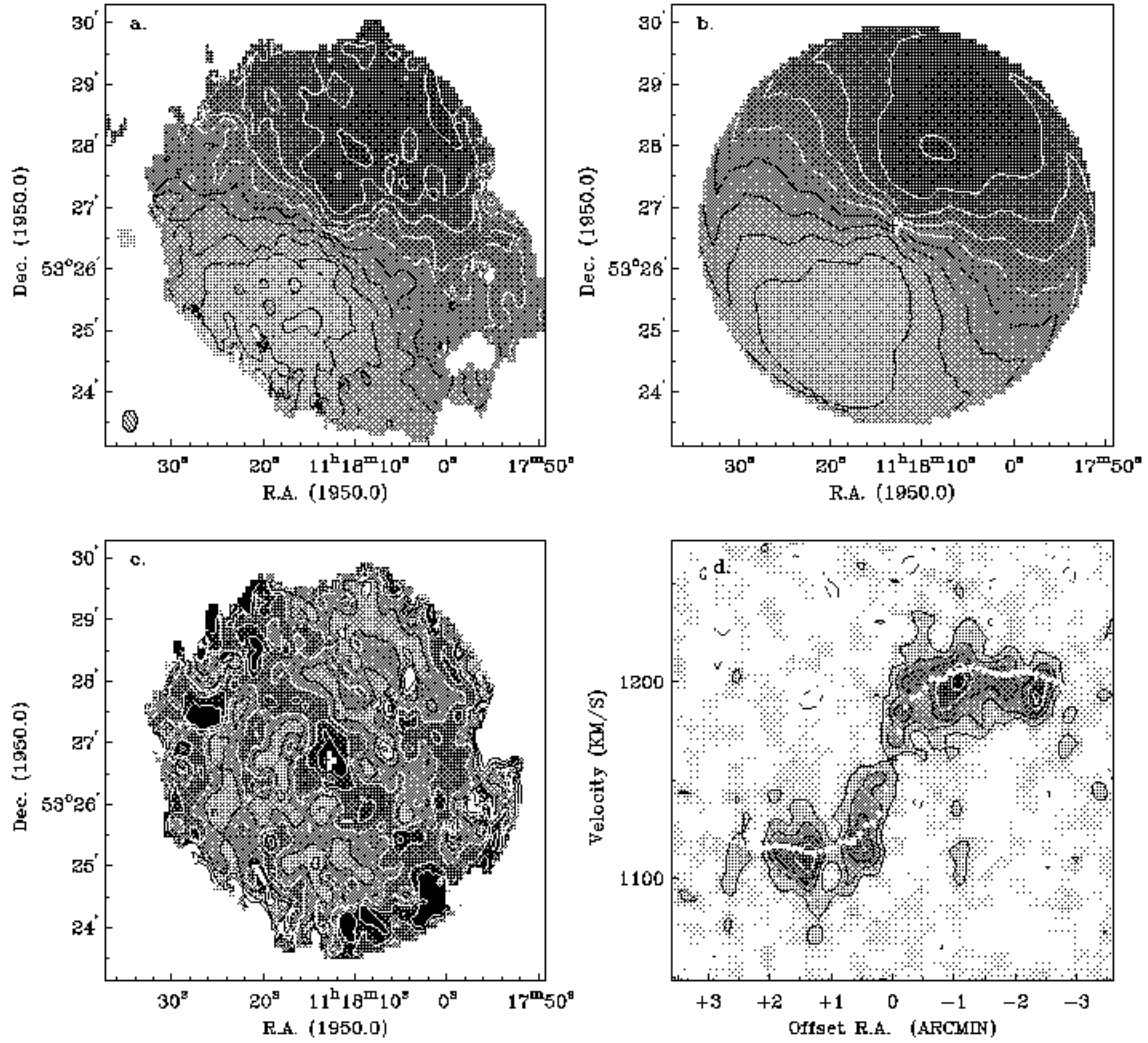 a.
30'
29'
28'
27'
53°26'
25'
24'
Dec. (1950.0)
30ˢ 20ˢ 11ʰ18ᵐ10ˢ 0ˢ 17ᵐ50ˢ
R.A. (1950.0)
b.
30'
29'
28'
27'
53°26'
25'
24'
Dec. (1950.0)
30ˢ 20ˢ 11ʰ18ᵐ10ˢ 0ˢ 17ᵐ50ˢ
R.A. (1950.0)
c.
30'
29'
28'
27'
53°26'
25'
24'
Dec. (1950.0)
30ˢ 20ˢ 11ʰ18ᵐ10ˢ 0ˢ 17ᵐ50ˢ
R.A. (1950.0)
d.
1200
1100
Velocity (KM/S)
+3 +2 +1 0 -1 -2 -3
Offset R.A. (ARCMIN)